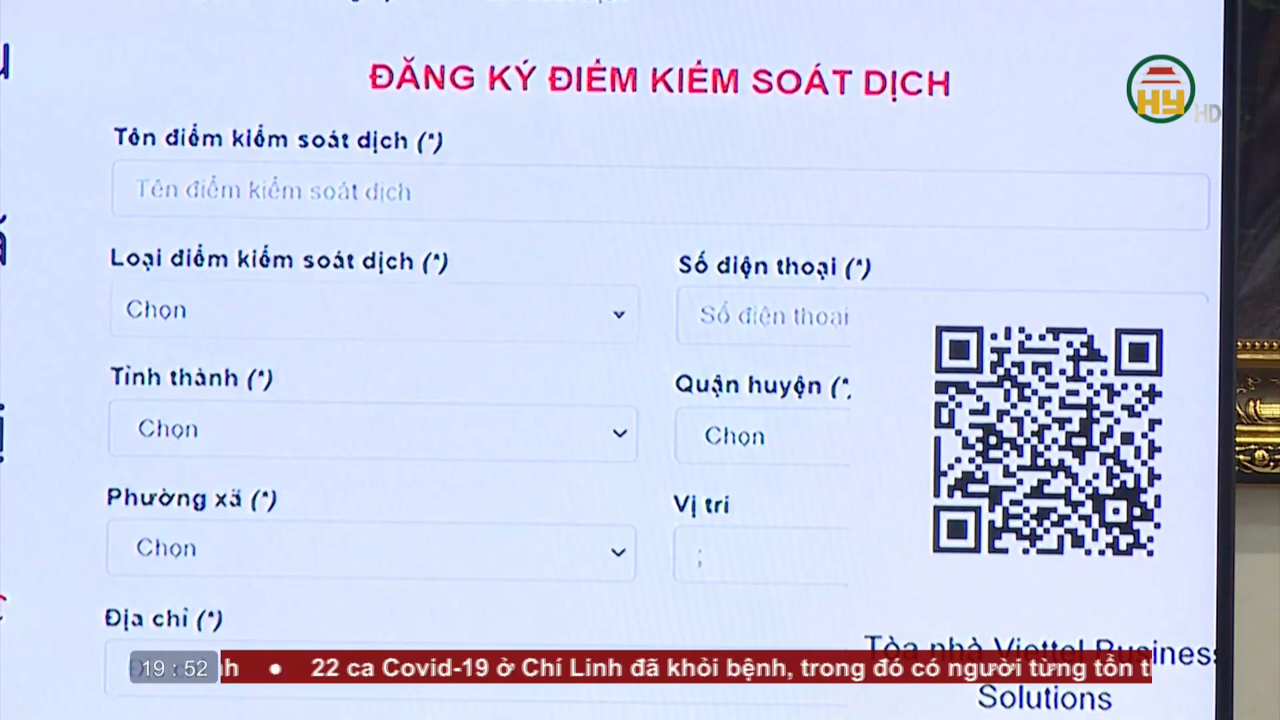 ĐĂNG KÝ ĐIỂM KIỂM SOÁT DỊCH
HY HD
Tên điểm kiểm soát dịch (*)
Tên điểm kiểm soát dịch
Loại điểm kiểm soát dịch (*)
Số điện thoại (*)
Chọn
Số điện thoại
Tỉnh thành (*)
Quận huyện (*
Chọn
Chọn
Phường xã (*)
Vị trí
Chọn
;
Địa chỉ (*)
Tòa nhà Viettel Business
Solutions
19 : 52
22 ca Covid-19 ở Chí Linh đã khỏi bệnh, trong đó có người từng tổn